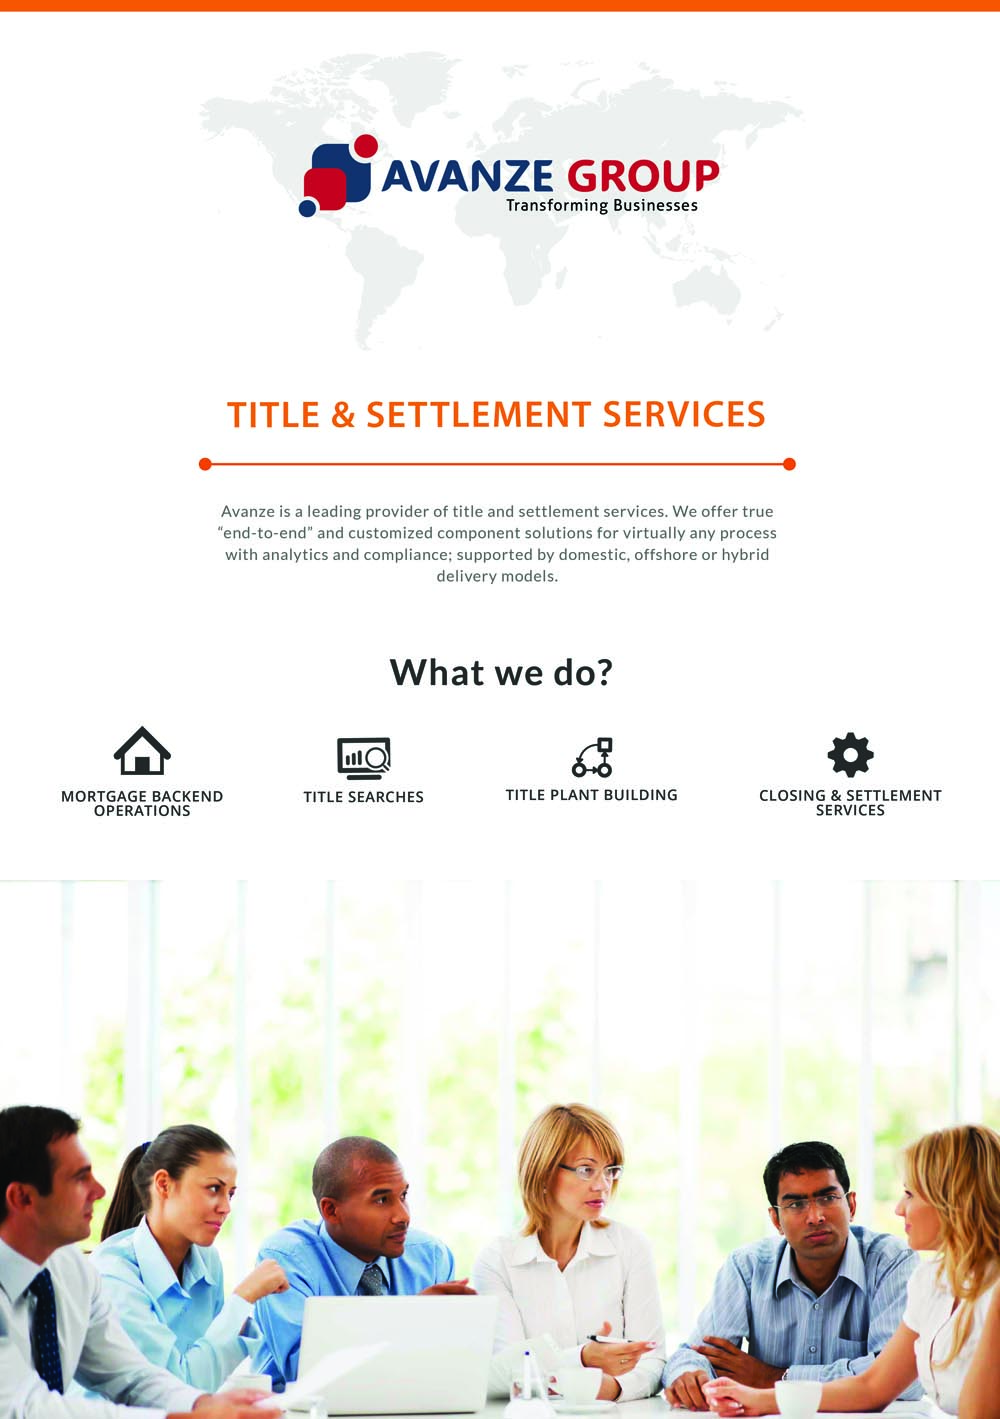 AVANZE GROUP
Transforming Businesses
TITLE & SETTLEMENT SERVICES
Avanze is a leading provider of title and settlement services. We offer true
“end-to-end” and customized component solutions for virtually any process
with analytics and compliance; supported by domestic, offshore or hybrid
delivery models.
What we do?
MORTGAGE BACKEND
OPERATIONS
TITLE SEARCHES
TITLE PLANT BUILDING
CLOSING & SETTLEMENT
SERVICES